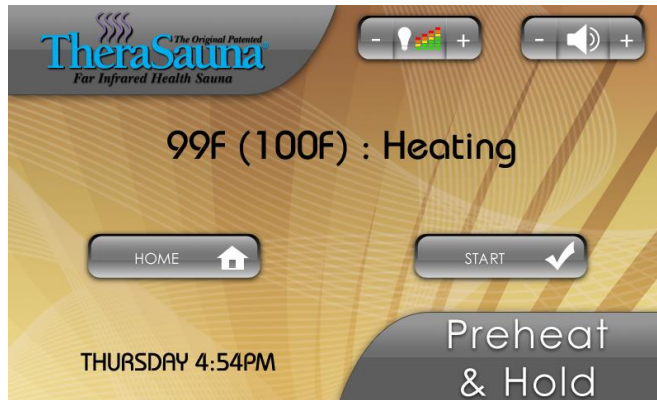 The Original Patented
TheraSauna
Far Infrared Health Sauna
- +
- +
99F (100F) : Heating
HOME
START
THURSDAY 4:54PM
Preheat
& Hold